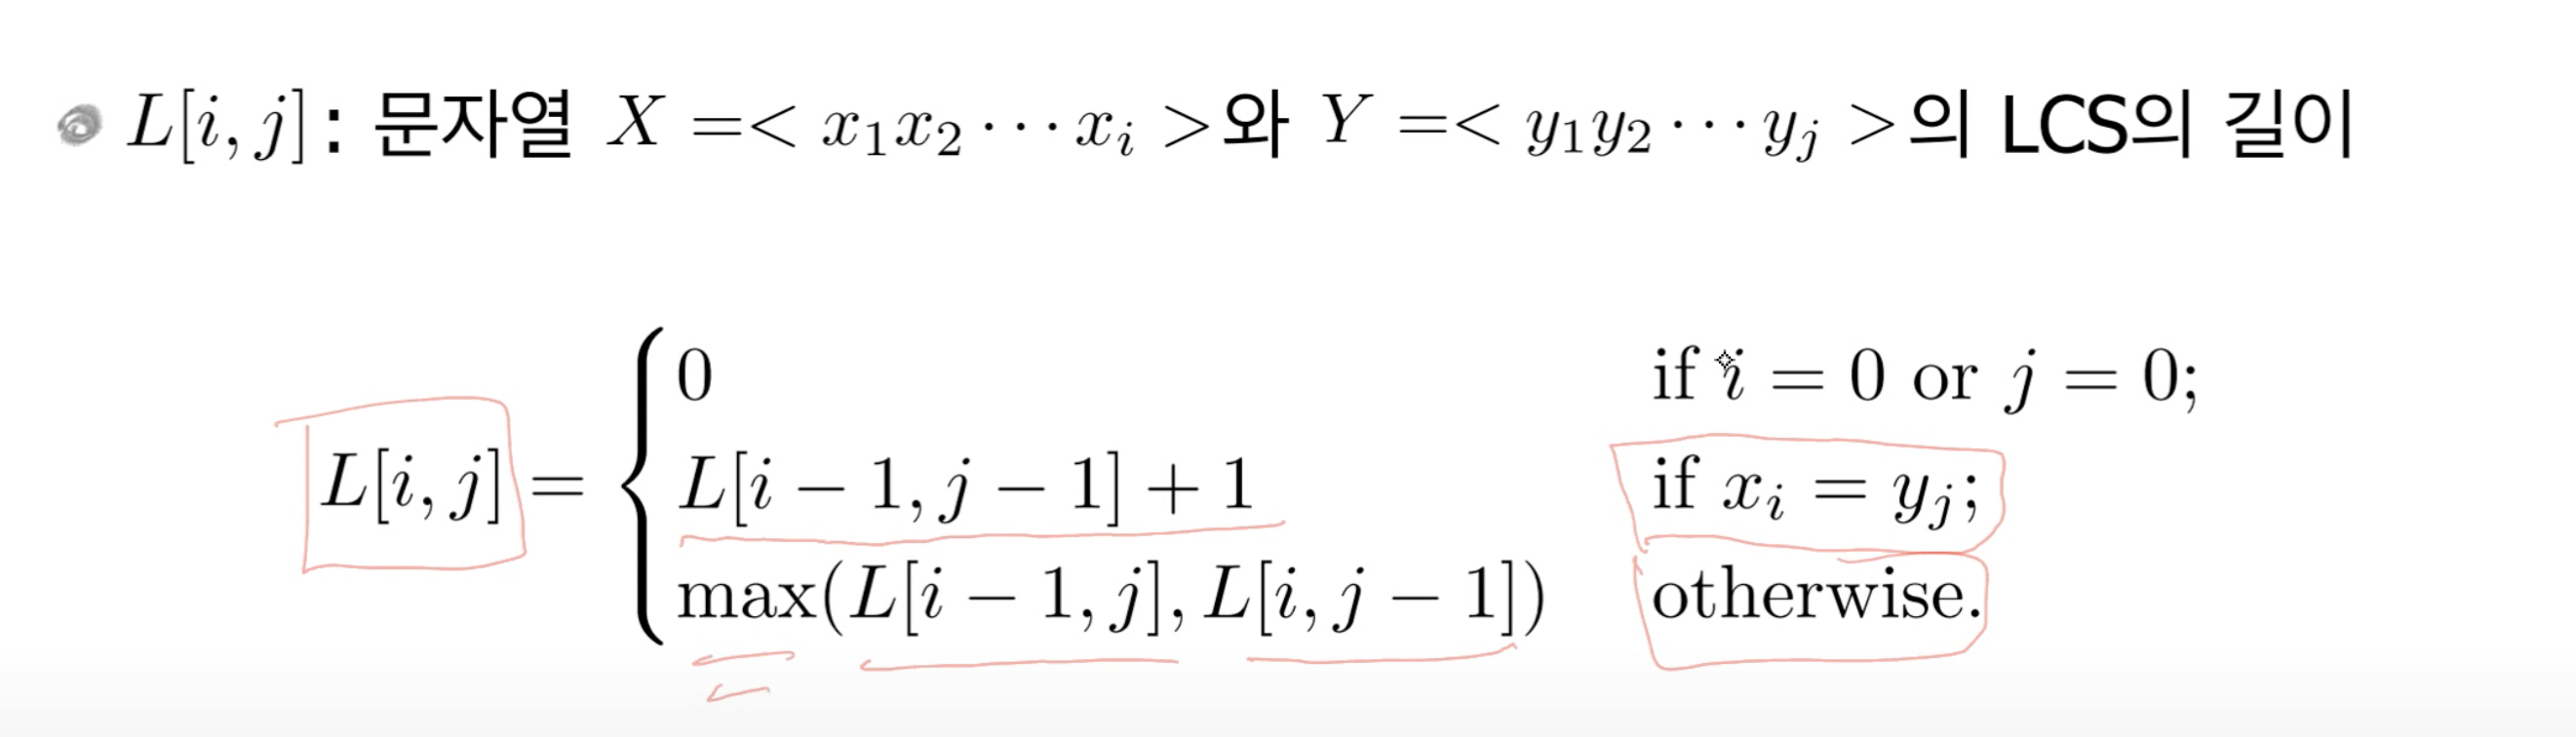 L[i, j]: 문자열 X =< x₁x₂ ⋯ xᵢ >와 Y =< y₁y₂ ⋯ yⱼ >의 LCS의 길이
0 if i = 0 or j = 0;
L[i, j] = { L[i − 1, j − 1] + 1 if xᵢ = yⱼ;
max(L[i − 1, j], L[i, j − 1]) otherwise.